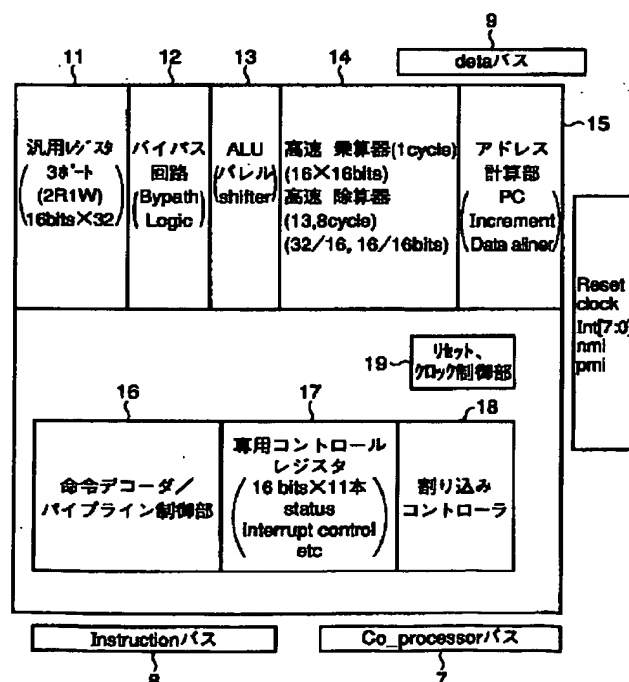 9
detaバス
11
12
13
14
15
汎用レジスタ
3ポート
(2R1W)
16bits×32
バイパス
回路
(Bypath
Logic)
ALU
(バレル
shifter)
高速 乗算器(1cycle)
(16×16bits)
高速 除算器
(13,8cycle)
(32/16, 16/16bits)
アドレス
計算部
PC
Increment
Data aliner
Reset
clock
Int[7:0]
nmi
pmi
19
リセット、
クロック制御部
16
17
18
命令デコーダ/
パイプライン制御部
専用コントロール
レジスタ
16 bits×11本
status
Interrupt control
etc
割り込み
コントローラ
Instructionバス
8
Co_processorバス
7